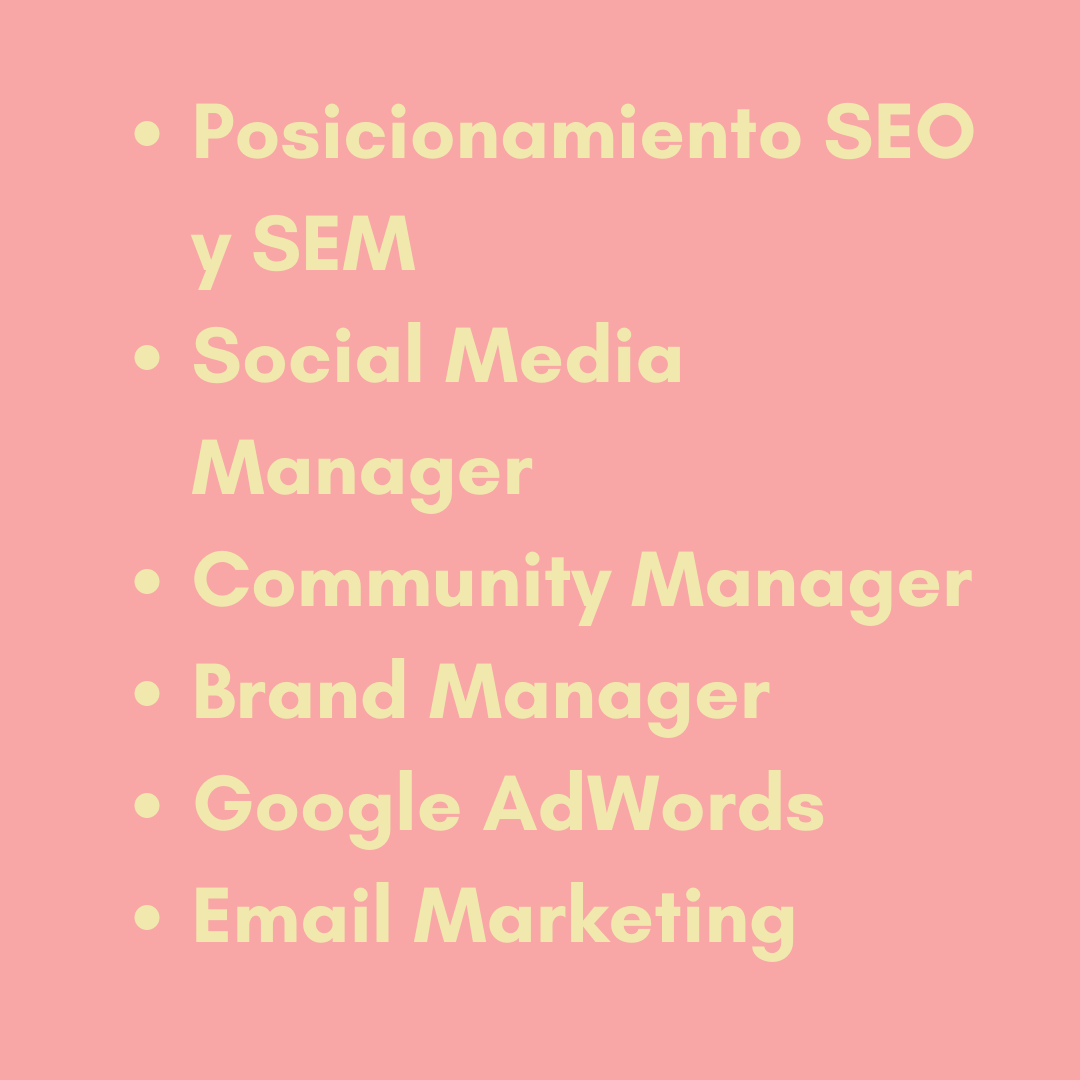 • Posicionamiento SEO
y SEM
• Social Media
Manager
• Community Manager
• Brand Manager
• Google AdWords
• Email Marketing